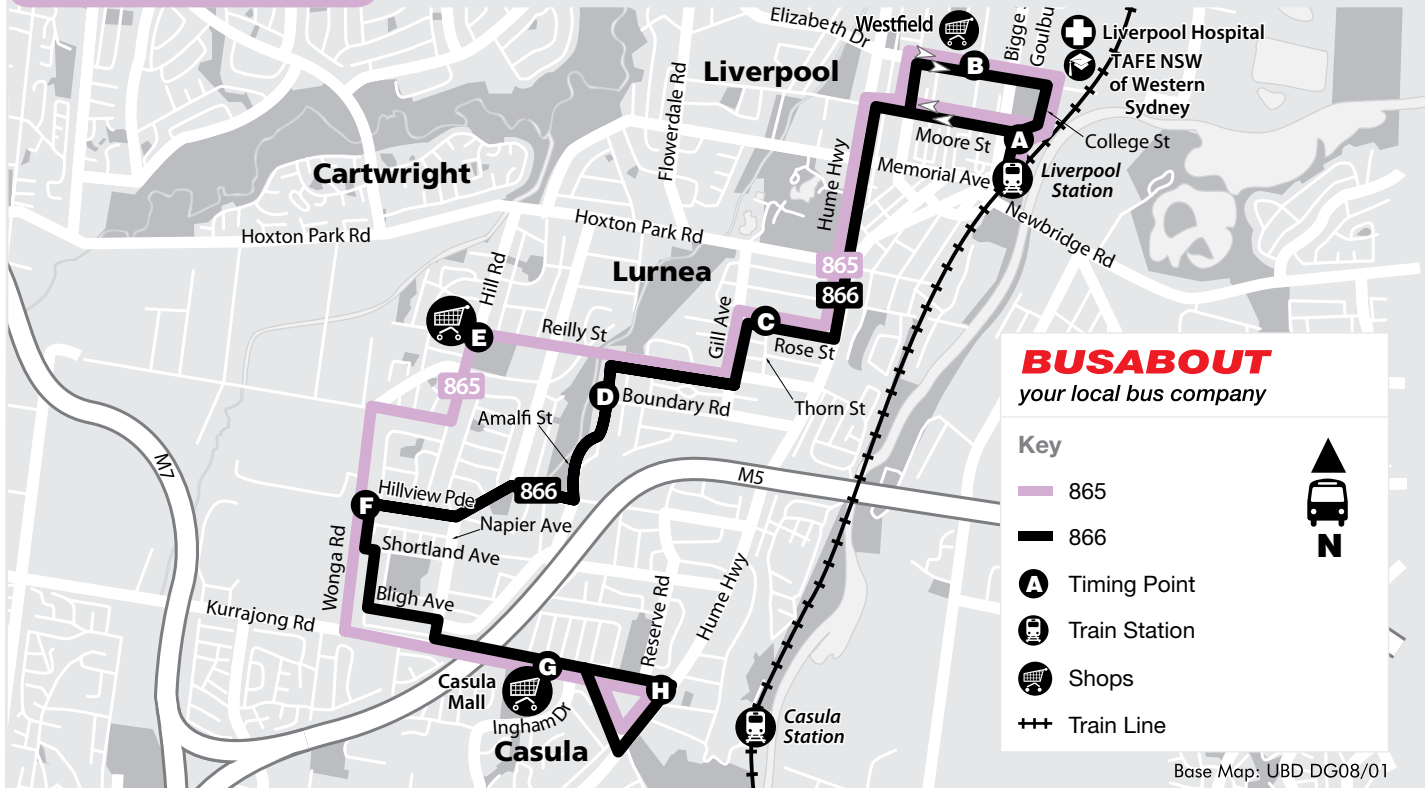 Elizabeth Dr
Westfield
Bigge
Goulbu
Liverpool Hospital
TAFE NSW
of Western
Sydney
Liverpool
B
A
College St
Moore St
Memorial Ave
Liverpool
Station
Flowerdale Rd
Cartwright
Hume Hwy
Hoxton Park Rd
Hoxton Park Rd
Newbridge Rd
Hill Rd
Lurnea
865
866
Gill Ave
C
Rose St
Reilly St
E
865
D
Boundary Rd
Thorn St
Amalfi St
M7
M5
866
F
Hillview Pde
Napier Ave
Shortland Ave
Wonga Rd
Bligh Ave
Kurrajong Rd
Reserve Rd
Hume Hwy
G
H
Casula
Mall
Ingham Dr
Casula
Casula
Station
BUSABOUT
your local bus company
Key
865
866
A Timing Point
Train Station
Shops
Train Line
N
Base Map: UBD DG08/01